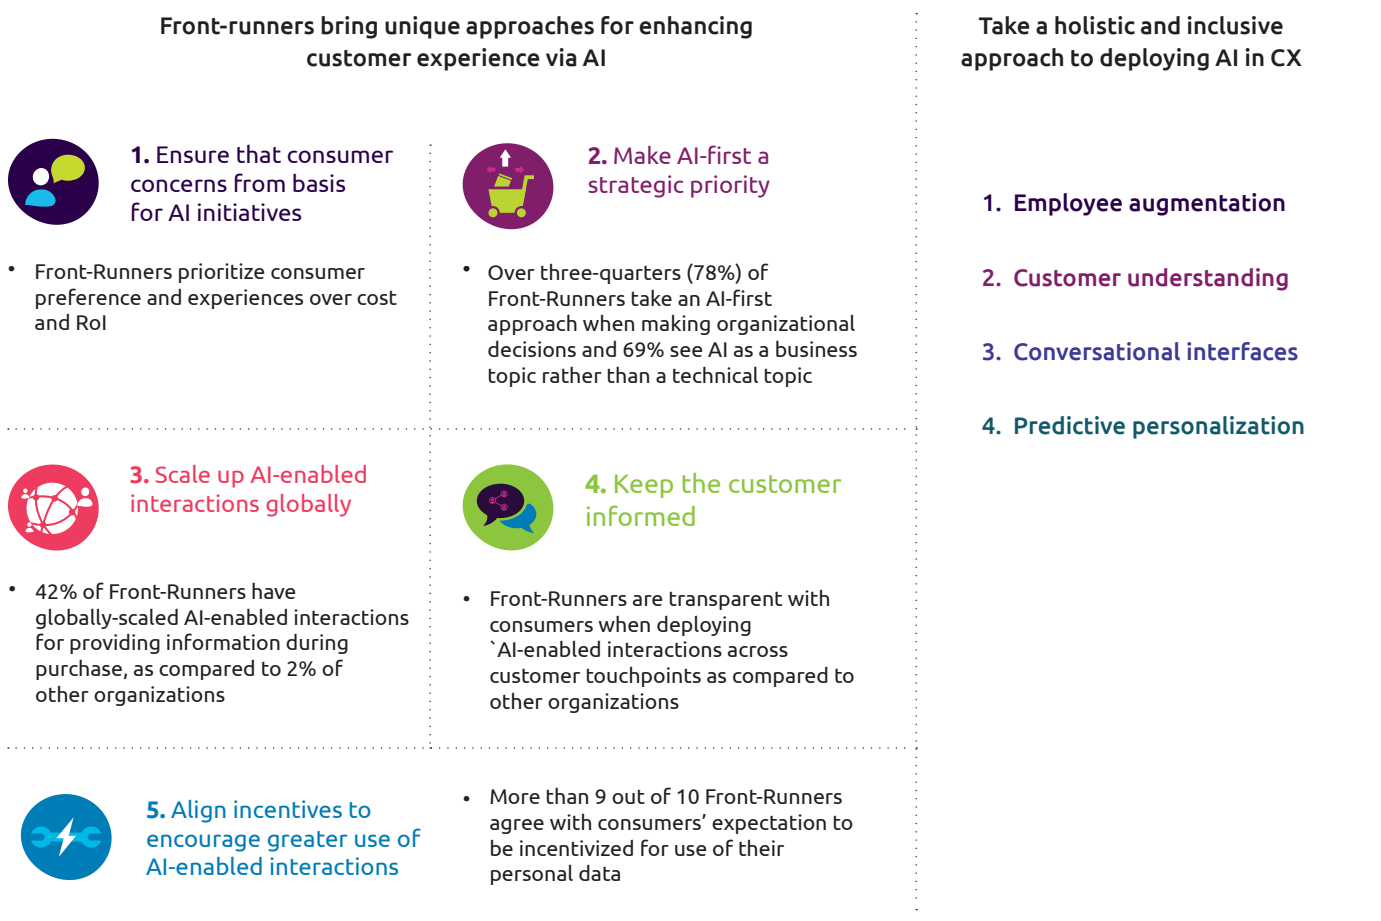 Front-runners bring unique approaches for enhancing
customer experience via AI
1. Ensure that consumer
concerns from basis
for AI initiatives
• Front-Runners prioritize consumer
preference and experiences over cost
and RoI
2. Make AI-first a
strategic priority
• Over three-quarters (78%) of
Front-Runners take an AI-first
approach when making organizational
decisions and 69% see AI as a business
topic rather than a technical topic
3. Scale up AI-enabled
interactions globally
• 42% of Front-Runners have
globally-scaled AI-enabled interactions
for providing information during
purchase, as compared to 2% of
other organizations
4. Keep the customer
informed
• Front-Runners are transparent with
consumers when deploying
`AI-enabled interactions across
customer touchpoints as compared to
other organizations
5. Align incentives to
encourage greater use of
AI-enabled interactions
• More than 9 out of 10 Front-Runners
agree with consumers’ expectation to
be incentivized for use of their
personal data
Take a holistic and inclusive
approach to deploying AI in CX
1. Employee augmentation
2. Customer understanding
3. Conversational interfaces
4. Predictive personalization